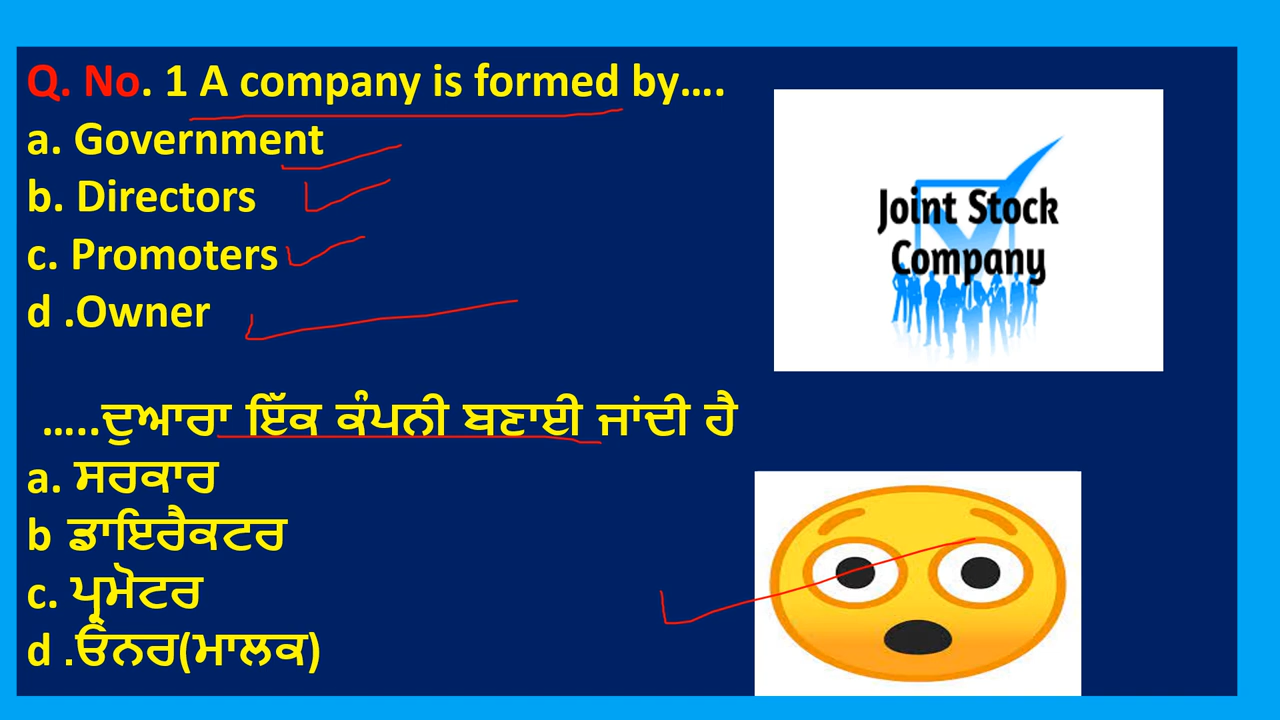 Q. No. 1 A company is formed by….
a. Government
b. Directors
c. Promoters
d .Owner
Joint Stock
Company
…..ਦੁਆਰਾ ਇੱਕ ਕੰਪਨੀ ਬਣਾਈ ਜਾਂਦੀ ਹੈ
a. ਸਰਕਾਰ
b ਡਾਇਰੈਕਟਰ
c. ਪ੍ਰਮੋਟਰ
d .ਓਨਰ(ਮਾਲਕ)